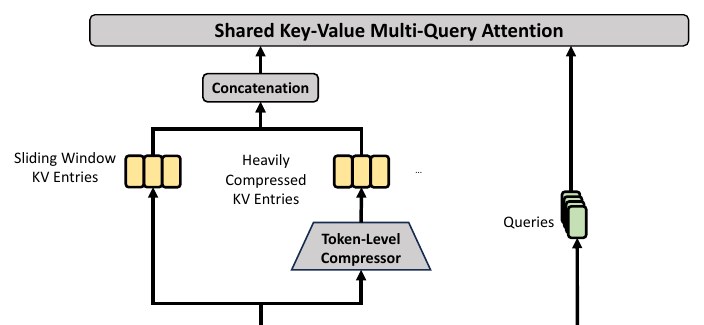 Shared Key-Value Multi-Query Attention
Concatenation
Sliding Window
KV Entries
Heavily
Compressed
KV Entries
...
Token-Level
Compressor
Queries